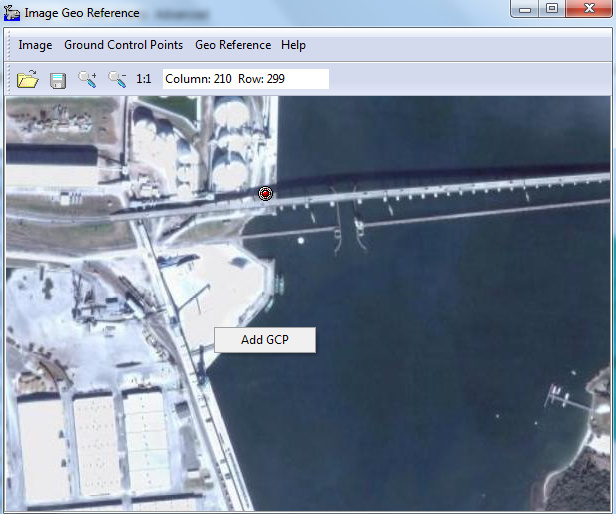 Image Geo Reference
Image Ground Control Points Geo Reference Help
1:1 Column: 210 Row: 299
Add GCP